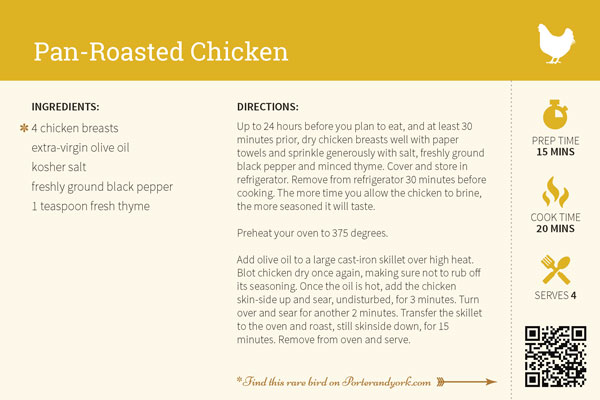 Pan-Roasted Chicken
INGREDIENTS:
✽ 4 chicken breasts
extra-virgin olive oil
kosher salt
freshly ground black pepper
1 teaspoon fresh thyme
DIRECTIONS:
Up to 24 hours before you plan to eat, and at least 30
minutes prior, dry chicken breasts well with paper
towels and sprinkle generously with salt, freshly ground
black pepper and minced thyme. Cover and store in
refrigerator. Remove from refrigerator 30 minutes before
cooking. The more time you allow the chicken to brine,
the more seasoned it will taste.
Preheat your oven to 375 degrees.
Add olive oil to a large cast-iron skillet over high heat.
Blot chicken dry once again, making sure not to rub off
its seasoning. Once the oil is hot, add the chicken
skin-side up and sear, undisturbed, for 3 minutes. Turn
over and sear for another 2 minutes. Transfer the skillet
to the oven and roast, still skinside down, for 15
minutes. Remove from oven and serve.
*Find this rare bird on Porterandyork.com
PREP TIME
15 MINS
COOK TIME
20 MINS
SERVES 4